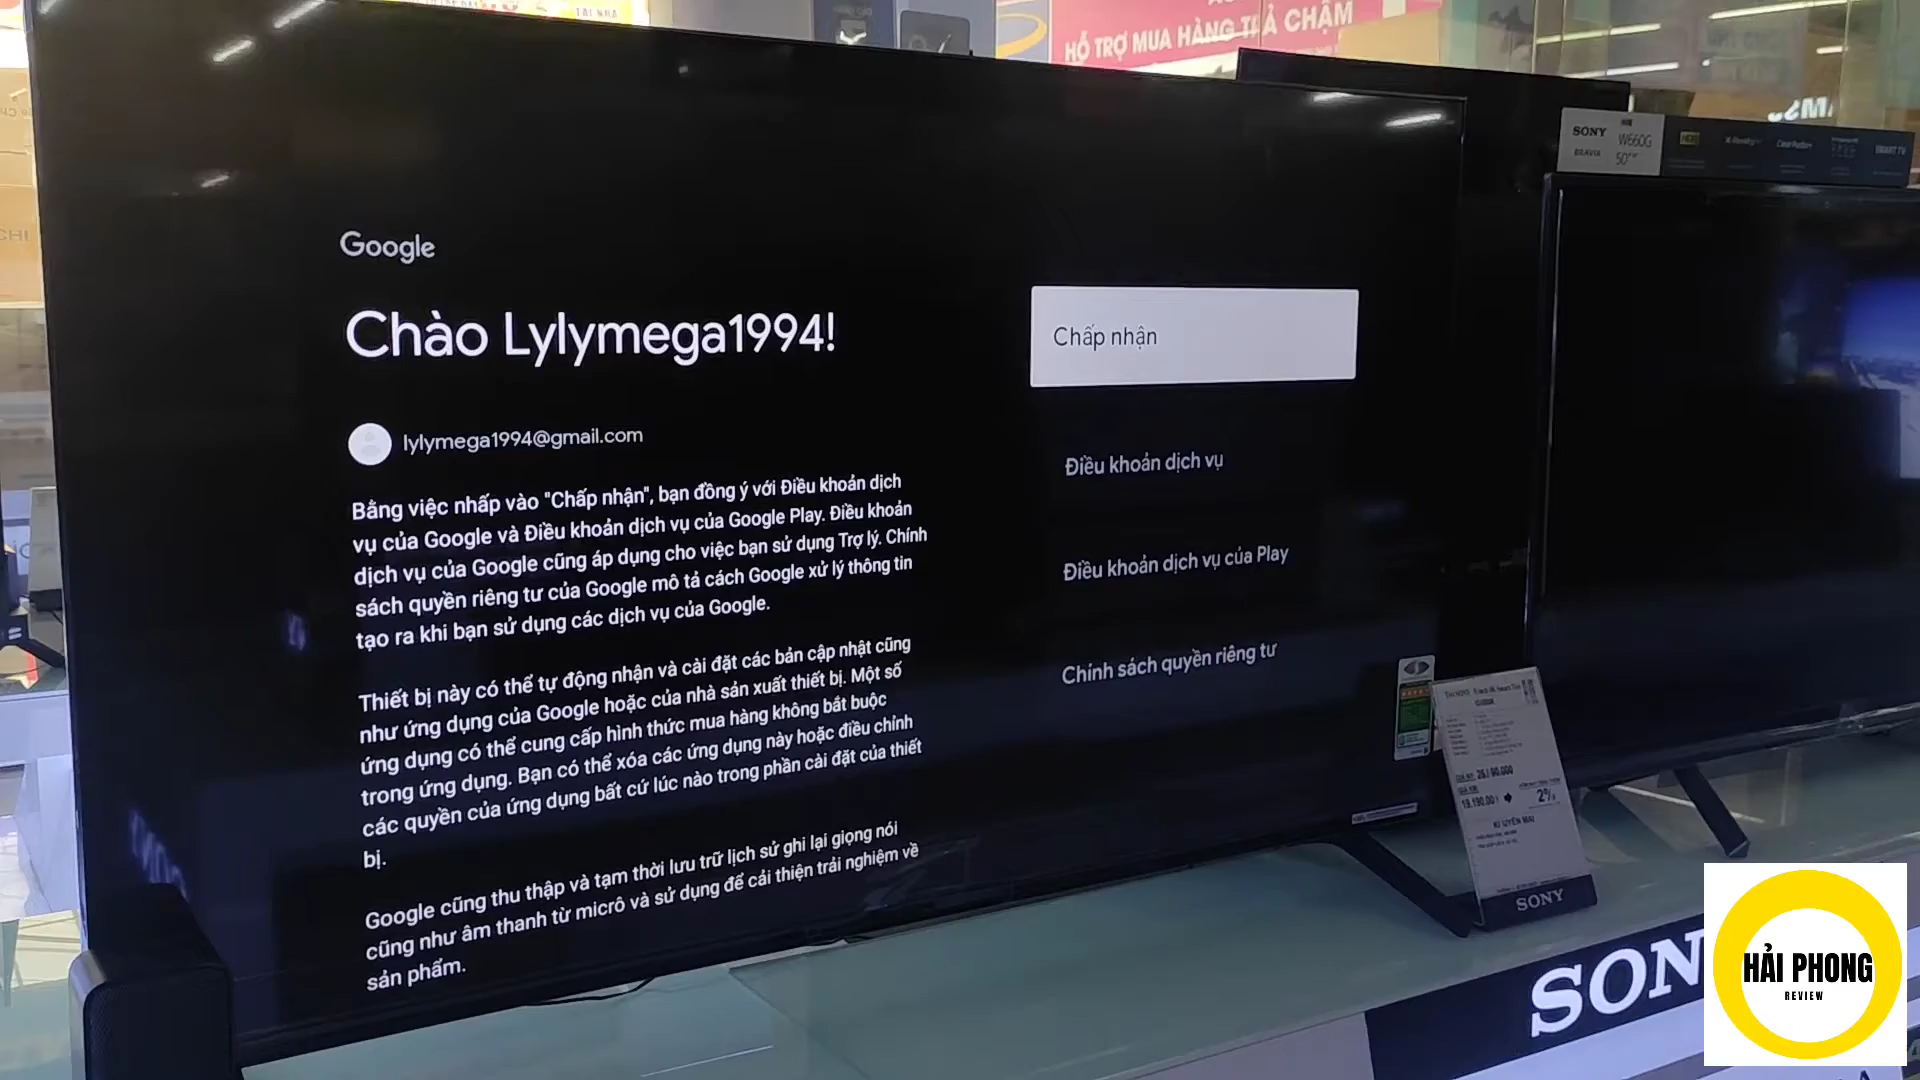 TẠI NHÀ
HỖ TRỢ MUA HÀNG TRẢ CHẬM
SONY
BRAVIA
W660G
50"
HDR
SMART TV
Google
Chào Lylymega1994!
lylymega1994@gmail.com
Bằng việc nhấp vào "Chấp nhận", bạn đồng ý với Điều khoản dịch
vụ của Google và Điều khoản dịch vụ của Google Play. Điều khoản
dịch vụ của Google cũng áp dụng cho việc bạn sử dụng Trợ lý. Chính
sách quyền riêng tư của Google mô tả cách Google xử lý thông tin
tạo ra khi bạn sử dụng các dịch vụ của Google.
Thiết bị này có thể tự động nhận và cài đặt các bản cập nhật cũng
như ứng dụng của Google hoặc của nhà sản xuất thiết bị. Một số
ứng dụng có thể cung cấp hình thức mua hàng không bắt buộc
trong ứng dụng. Bạn có thể xóa các ứng dụng này hoặc điều chỉnh
các quyền của ứng dụng bất cứ lúc nào trong phần cài đặt của thiết
bị.
Google cũng thu thập và tạm thời lưu trữ lịch sử ghi lại giọng nói
cũng như âm thanh từ micrô và sử dụng để cải thiện trải nghiệm về
sản phẩm.
Chấp nhận
Điều khoản dịch vụ
Điều khoản dịch vụ của Play
Chính sách quyền riêng tư
2%
SONY
SON
HẢI PHONG
REVIEW